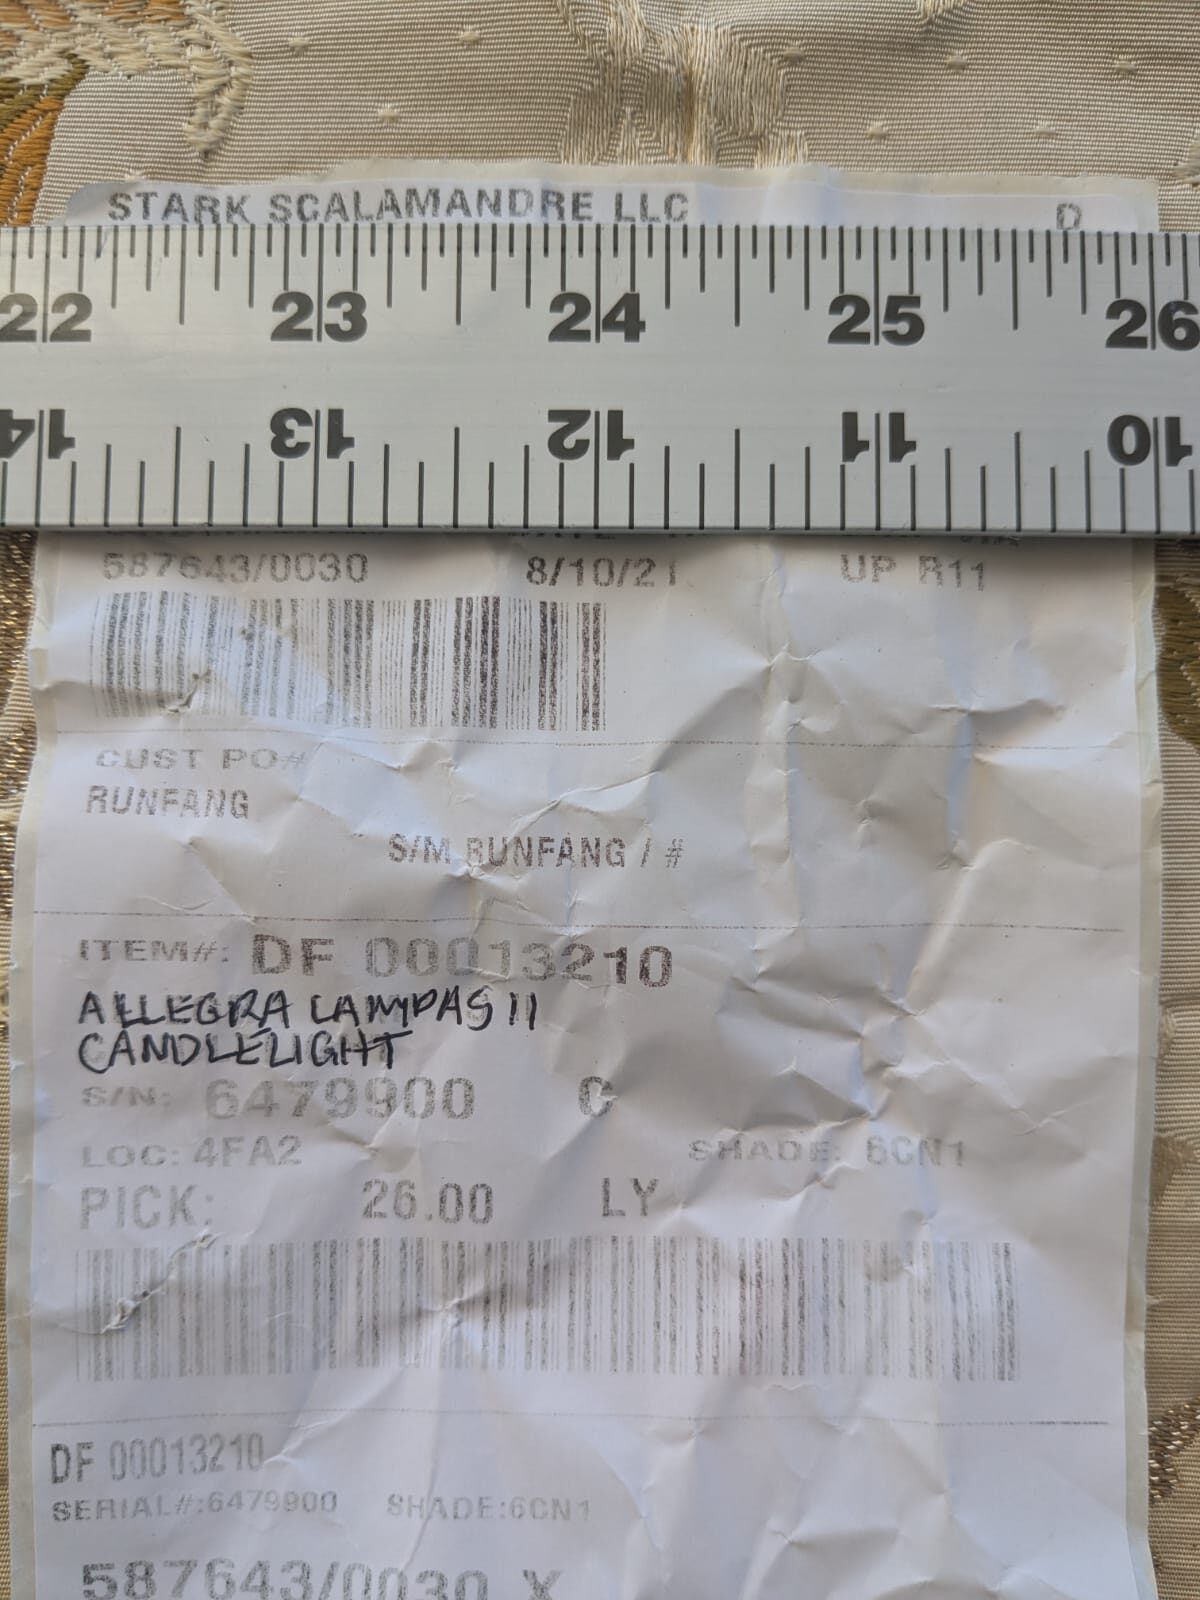 STARK SCALAMANDRE LLC D
22 23 24 25 26
14 13 12 11 10
587643/0030 8/10/21 UP R11
CUST PO#
RUNFANG
S/M RUNFANG / #
ITEM#: DF 00013210
ALLEGRA LAMPAS II
CANDLELIGHT
S/N: 6479900 C
LOC: 4FA2 SHADE: 6CN1
PICK: 26.00 LY
DF 00013210
SERIAL#:6479900 SHADE:6CN1
587643/0030 X